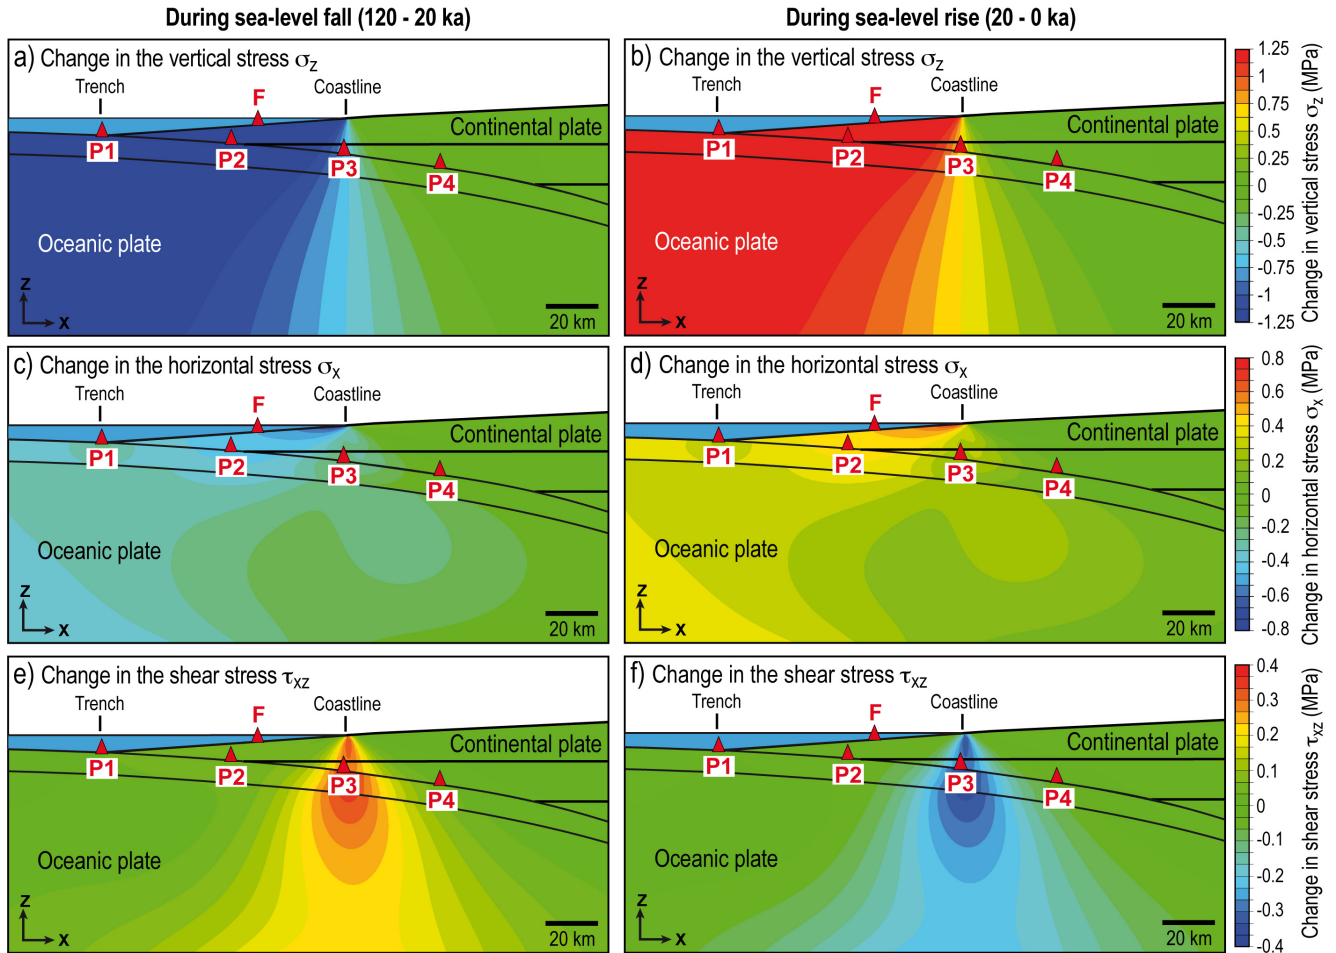 During sea-level fall (120 - 20 ka)
During sea-level rise (20 - 0 ka)
a) Change in the vertical stress σz
Trench
F
Coastline
Continental plate
P1
P2
P3
P4
Oceanic plate
z
x
20 km
b) Change in the vertical stress σz
Trench
F
Coastline
Continental plate
P1
P2
P3
P4
Oceanic plate
z
x
20 km
1.25
1
0.75
0.5
0.25
0
-0.25
-0.5
-0.75
-1
-1.25
Change in vertical stress σz (MPa)
c) Change in the horizontal stress σx
Trench
F
Coastline
Continental plate
P1
P2
P3
P4
Oceanic plate
z
x
20 km
d) Change in the horizontal stress σx
Trench
F
Coastline
Continental plate
P1
P2
P3
P4
Oceanic plate
z
x
20 km
0.8
0.6
0.4
0.2
0
-0.2
-0.4
-0.6
-0.8
Change in horizontal stress σx (MPa)
e) Change in the shear stress τxz
Trench
F
Coastline
Continental plate
P1
P2
P3
P4
Oceanic plate
z
x
20 km
f) Change in the shear stress τxz
Trench
F
Coastline
Continental plate
P1
P2
P3
P4
Oceanic plate
z
x
20 km
0.4
0.3
0.2
0.1
0
-0.1
-0.2
-0.3
-0.4
Change in shear stress τxz (MPa)